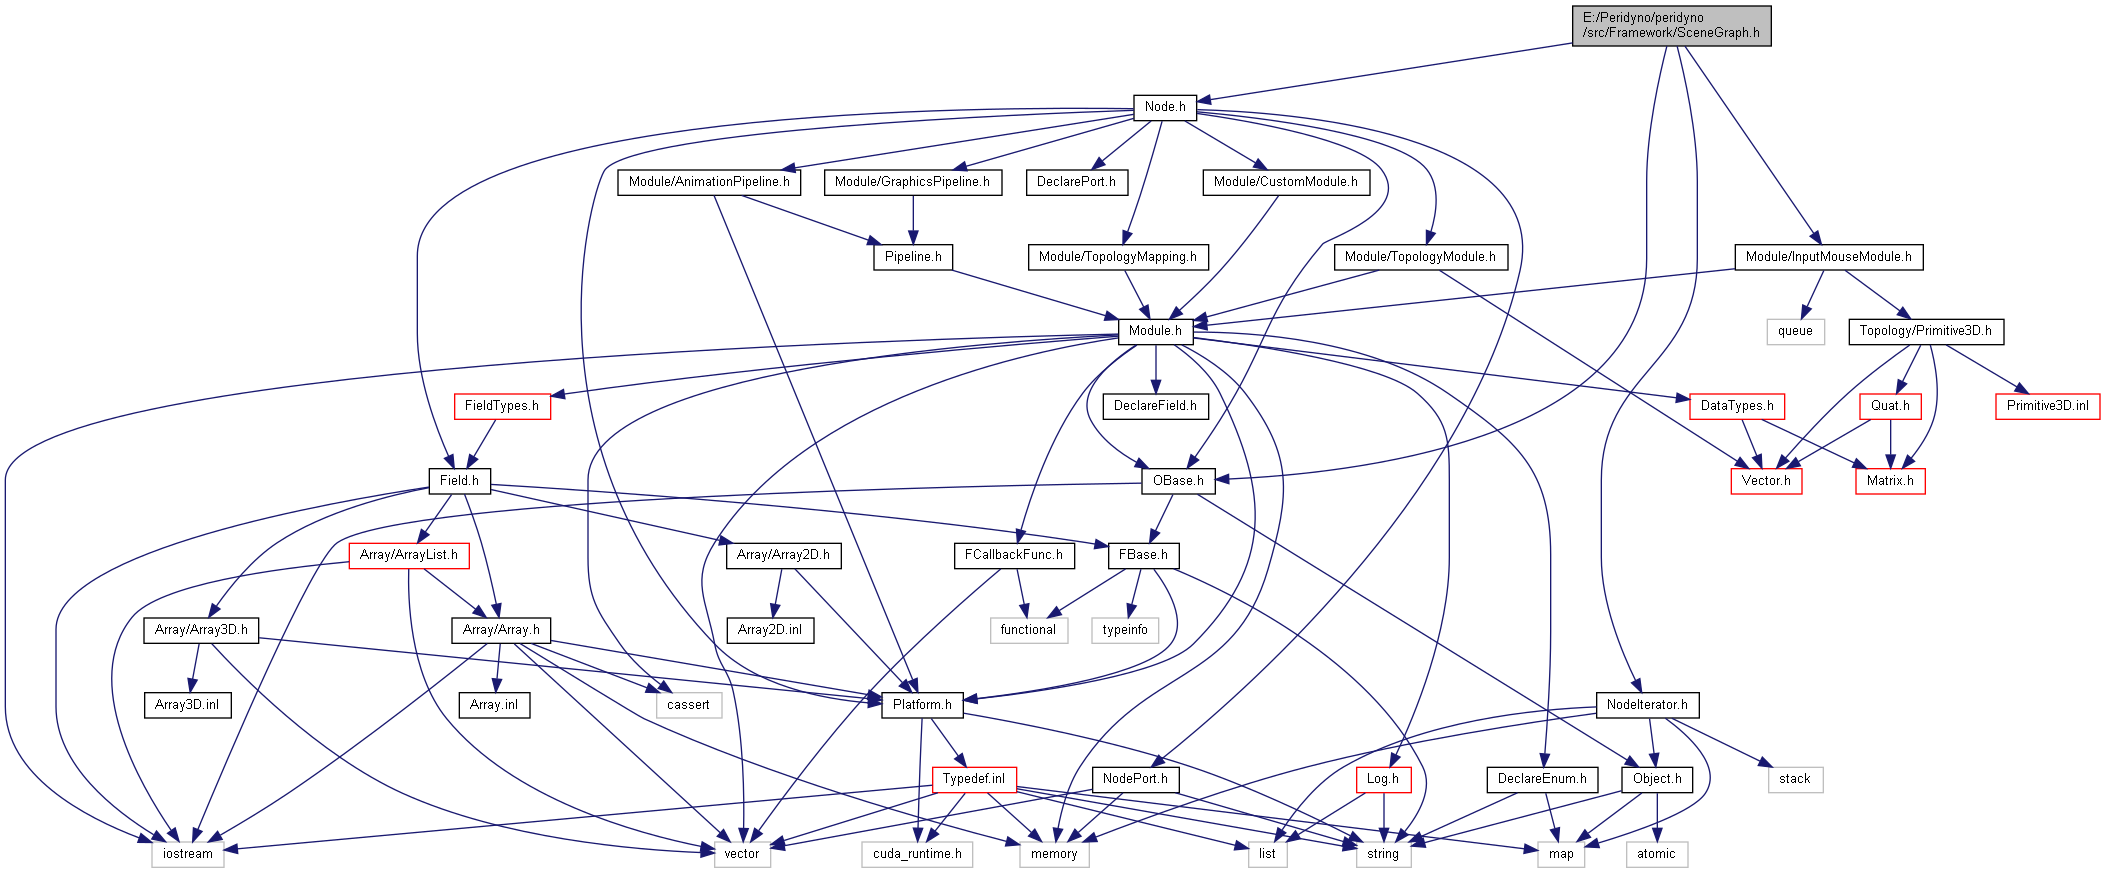 E:/Peridyno/peridyno
/src/Framework/SceneGraph.h
Node.h
Module/AnimationPipeline.h
Module/GraphicsPipeline.h
DeclarePort.h
Module/CustomModule.h
Pipeline.h
Module/TopologyMapping.h
Module/TopologyModule.h
Module/InputMouseModule.h
Module.h
queue
Topology/Primitive3D.h
FieldTypes.h
DeclareField.h
DataTypes.h
Quat.h
Primitive3D.inl
Field.h
OBase.h
Vector.h
Matrix.h
Array/ArrayList.h
Array/Array2D.h
FCallbackFunc.h
FBase.h
Array/Array3D.h
Array/Array.h
Array2D.inl
functional
typeinfo
Array3D.inl
Array.inl
cassert
Platform.h
NodeIterator.h
Typedef.inl
NodePort.h
Log.h
DeclareEnum.h
Object.h
stack
iostream
vector
cuda_runtime.h
memory
list
string
map
atomic